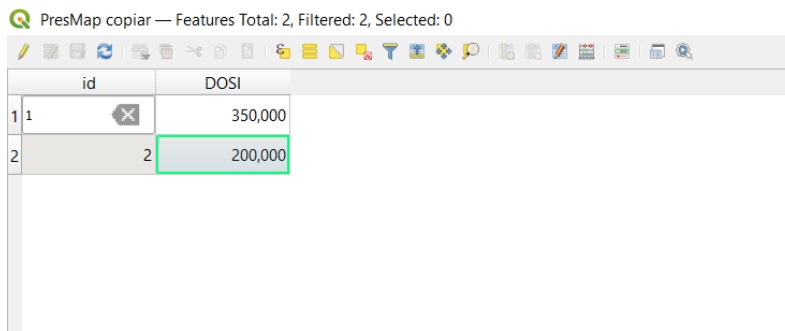 PresMap copiar — Features Total: 2, Filtered: 2, Selected: 0
id DOSI
1 1 350,000
2 2 200,000